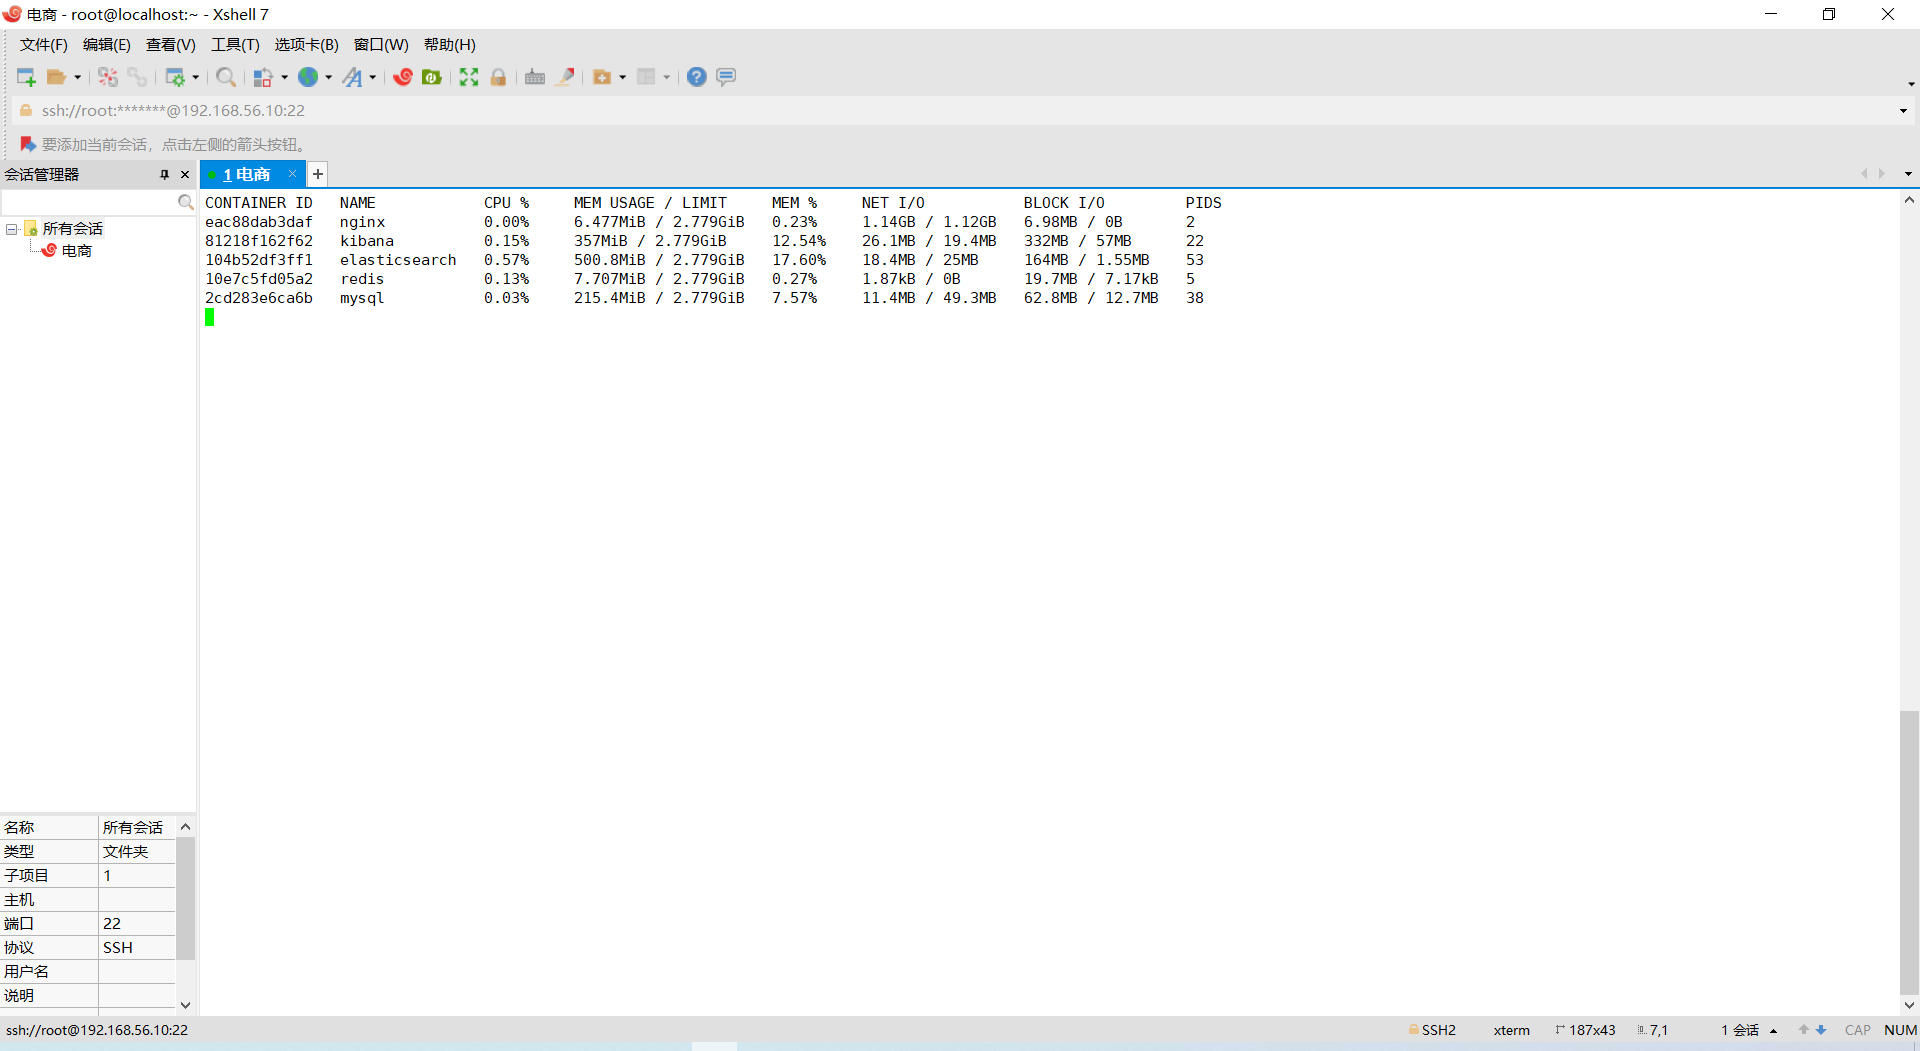 电商 - root@localhost:~ - Xshell 7
文件(F) 编辑(E) 查看(V) 工具(T) 选项卡(B) 窗口(W) 帮助(H)
ssh://root:*******@192.168.56.10:22
要添加当前会话，点击左侧的箭头按钮。
会话管理器
1 电商
所有会话
电商
CONTAINER ID NAME CPU % MEM USAGE / LIMIT MEM % NET I/O BLOCK I/O PIDS
eac88dab3daf nginx 0.00% 6.477MiB / 2.779GiB 0.23% 1.14GB / 1.12GB 6.98MB / 0B 2
81218f162f62 kibana 0.15% 357MiB / 2.779GiB 12.54% 26.1MB / 19.4MB 332MB / 57MB 22
104b52df3ff1 elasticsearch 0.57% 500.8MiB / 2.779GiB 17.60% 18.4MB / 25MB 164MB / 1.55MB 53
10e7c5fd05a2 redis 0.13% 7.707MiB / 2.779GiB 0.27% 1.87kB / 0B 19.7MB / 7.17kB 5
2cd283e6ca6b mysql 0.03% 215.4MiB / 2.779GiB 7.57% 11.4MB / 49.3MB 62.8MB / 12.7MB 38
名称 所有会话
类型 文件夹
子项目 1
主机
端口 22
协议 SSH
用户名
说明
ssh://root@192.168.56.10:22 SSH2 xterm 187x43 7,1 1 会话 CAP NUM